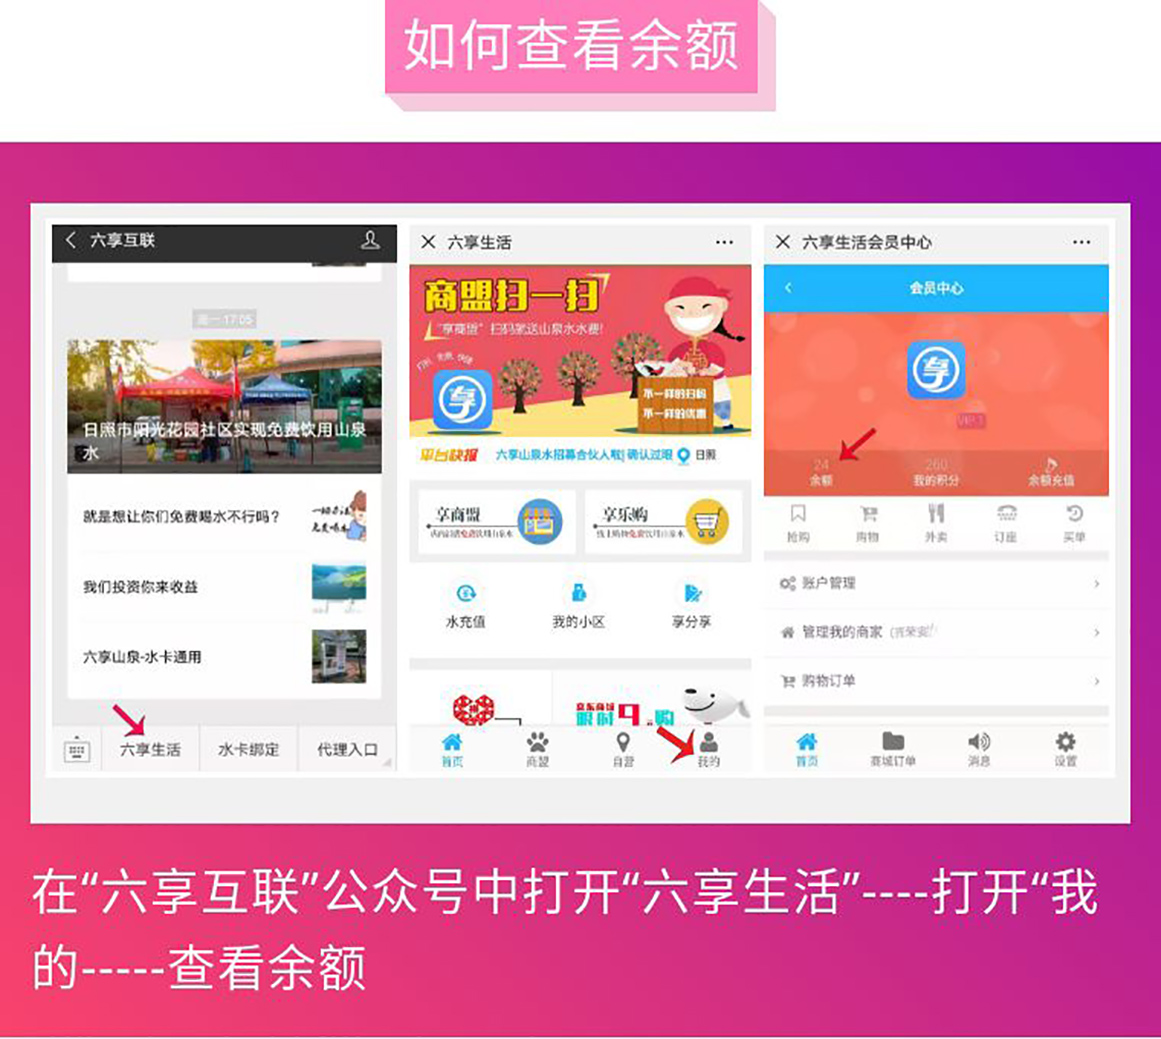 如何查看余额
六享互联
周一 17:05
日照市阳光花园社区实现免费饮用山泉
水
就是想让你们免费喝水不行吗？
我们投资你来收益
六享山泉-水卡通用
六享生活
水卡绑定
代理入口
六享生活
商盟扫一扫
“享商盟”扫码就送山泉水水费!
享
不一样的扫码
不一样的优惠
平台快报
六享山泉水招募合伙人啦| 确认过眼
日照
享商盟
享乐购
水充值
我的小区
享分享
京东商城
限时9元购
首页
商盟
自营
我的
六享生活会员中心
会员中心
享
VIP 1
24
余额
260
我的积分
余额充值
抢购
购物
外卖
订座
买单
账户管理
管理我的商家
购物订单
首页
商城订单
消息
设置
在“六享互联”公众号中打开“六享生活”----打开“我
的-----查看余额